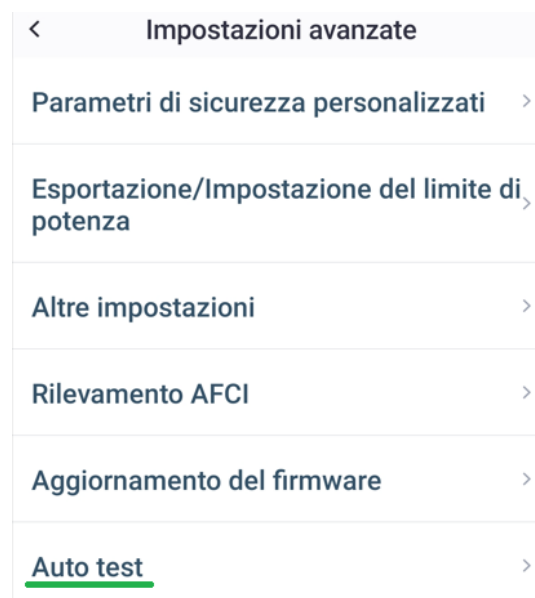 Impostazioni avanzate
Parametri di sicurezza personalizzati
Esportazione/Impostazione del limite di
potenza
Altre impostazioni
Rilevamento AFCI
Aggiornamento del firmware
Auto test